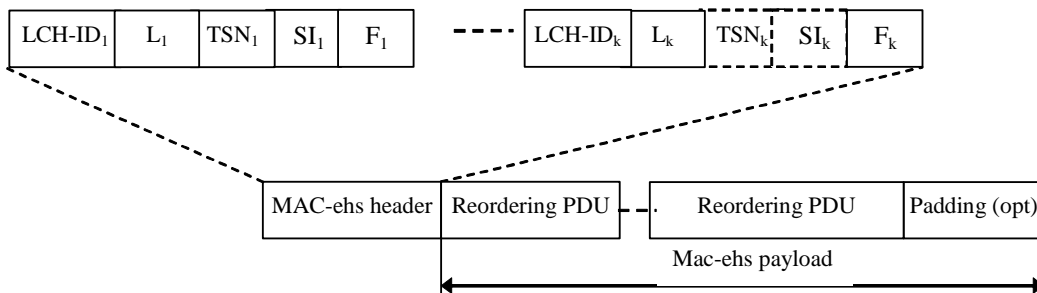 LCH-ID₁ L₁ TSN₁ SI₁ F₁ LCH-IDₖ Lₖ TSNₖ SIₖ Fₖ
MAC-ehs header Reordering PDU Reordering PDU Padding (opt)
Mac-ehs payload